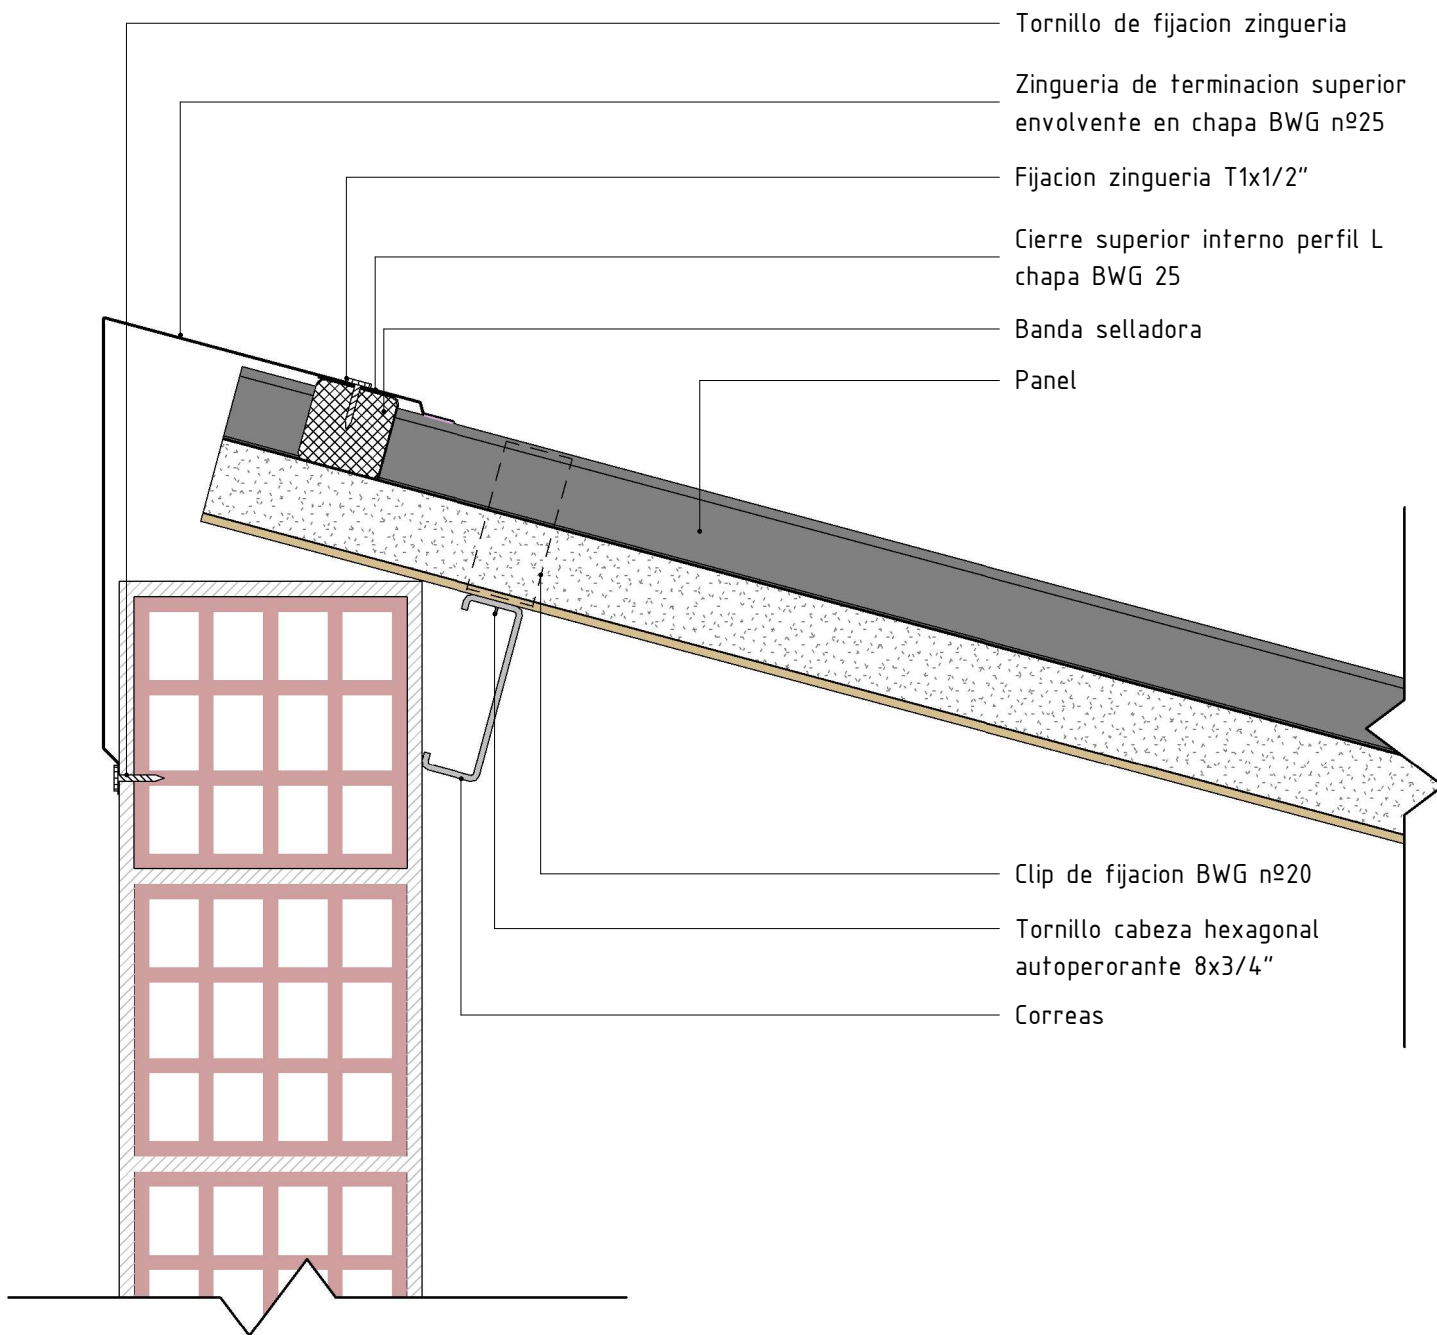 Tornillo de fijacion zingueria
Zingueria de terminacion superior
envolvente en chapa BWG nº25
Fijacion zingueria T1x1/2"
Cierre superior interno perfil L
chapa BWG 25
Banda selladora
Panel
Clip de fijacion BWG nº20
Tornillo cabeza hexagonal
autoperorante 8x3/4"
Correas